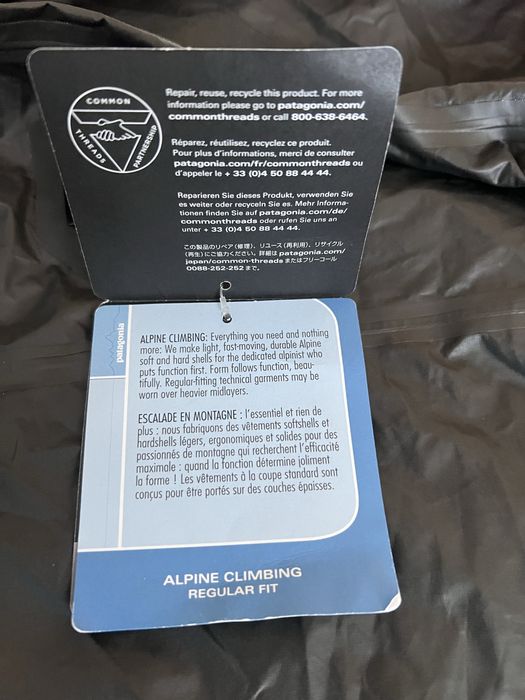 COMMON
THREADS
PARTNERSHIP
Repair, reuse, recycle this product. For more
information please go to patagonia.com/
commonthreads or call 800-638-6464.
Réparez, réutilisez, recyclez ce produit.
Pour plus d'informations, merci de consulter
patagonia.com/fr/commonthreads ou
d'appeler le + 33 (0)4 50 88 44 44.
Reparieren Sie dieses Produkt, verwenden Sie
es weiter oder recyceln Sie es. Mehr Informa-
tionen finden Sie auf patagonia.com/de/
commonthreads oder rufen Sie uns an
unter + 33 (0)4 50 88 44 44.
この製品のリペア(修理)、リユース(再利用)、リサイクル
(再生)にご協力ください。詳細は patagonia.com/
japan/common-threads またはフリーコール
0088-252-252 まで。
patagonia
ALPINE CLIMBING: Everything you need and nothing
more: We make light, fast-moving, durable Alpine
soft and hard shells for the dedicated alpinist who
puts function first. Form follows function, beau-
tifully. Regular-fitting technical garments may be
worn over heavier midlayers.
ESCALADE EN MONTAGNE : l'essentiel et rien de
plus : nous fabriquons des vêtements softshells et
hardshells légers, ergonomiques et solides pour des
passionnés de montagne qui recherchent l'efficacité
maximale : quand la fonction détermine joliment
la forme ! Les vêtements à la coupe standard sont
conçus pour être portés sur des couches épaisses.
ALPINE CLIMBING
REGULAR FIT